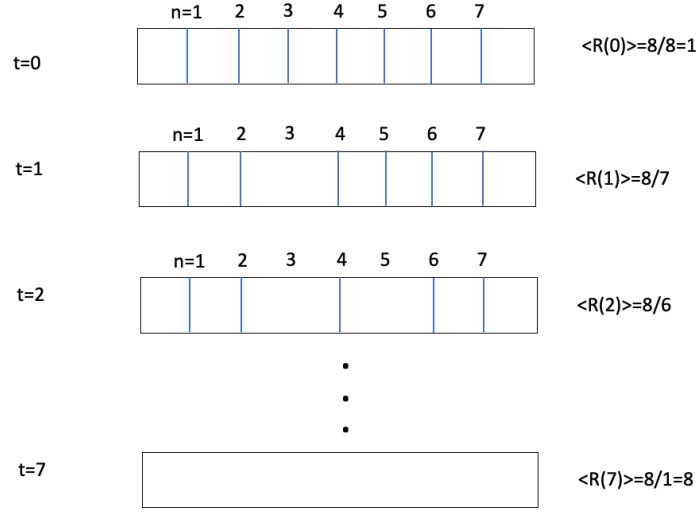 n=1 2 3 4 5 6 7
<R(0)>=8/8=1
t=0
n=1 2 3 4 5 6 7
t=1
<R(1)>=8/7
n=1 2 3 4 5 6 7
t=2
<R(2)>=8/6
t=7
<R(7)>=8/1=8